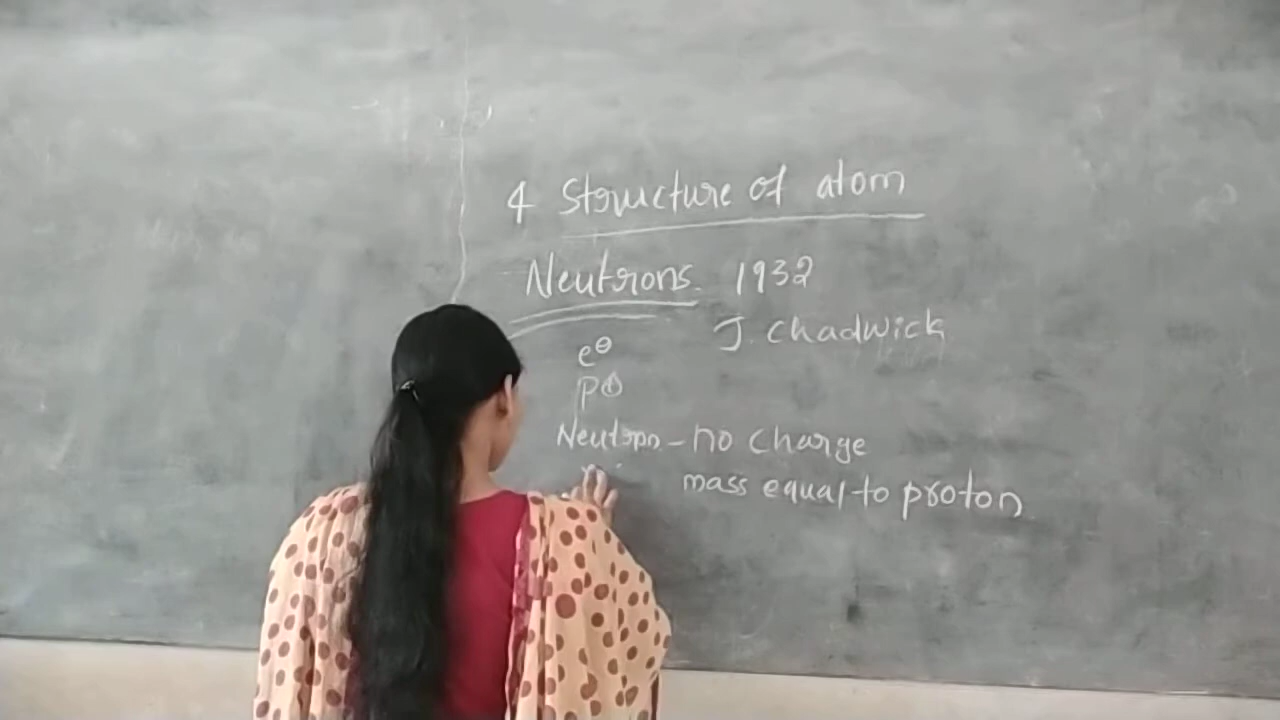 4 Structure of atom
Neutrons. 1932
J. Chadwick
e⊖
p⊕
Neutron - no charge
mass equal to proton